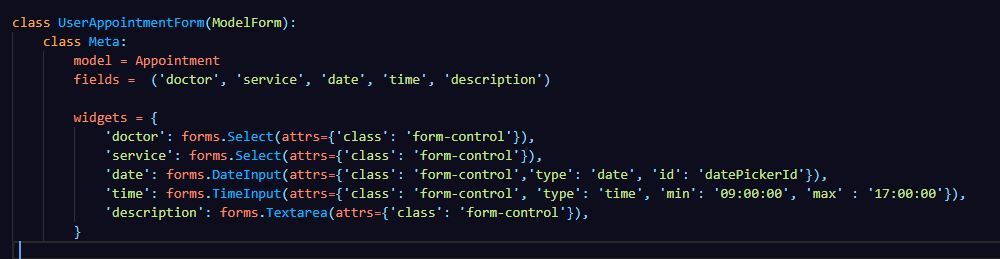 class UserAppointmentForm(ModelForm):
    class Meta:
        model = Appointment
        fields =  ('doctor', 'service', 'date', 'time', 'description')

        widgets = {
            'doctor': forms.Select(attrs={'class': 'form-control'}),
            'service': forms.Select(attrs={'class': 'form-control'}),
            'date': forms.DateInput(attrs={'class': 'form-control','type': 'date', 'id': 'datePickerId'}),
            'time': forms.TimeInput(attrs={'class': 'form-control', 'type': 'time', 'min': '09:00:00', 'max' : '17:00:00'}),
            'description': forms.Textarea(attrs={'class': 'form-control'}),
        }